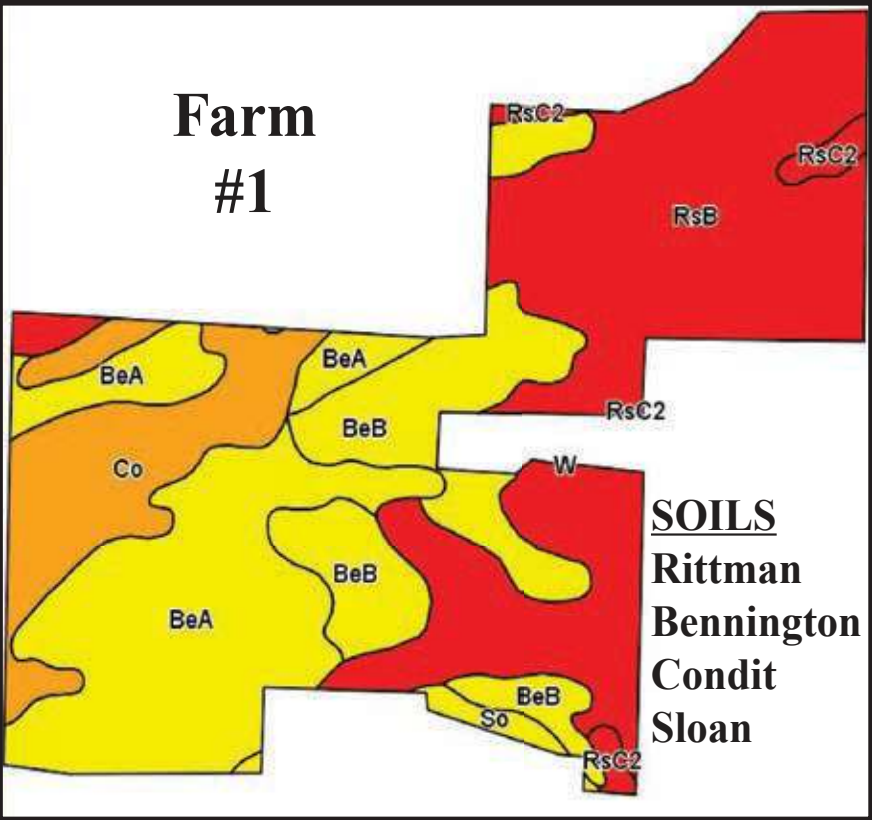 Farm
#1
RsC2
RsC2
RsB
BeA
BeA
RsC2
BeB
Co
W
SOILS
Rittman
Bennington
Condit
Sloan
BeB
BeA
BeB
So
RsC2